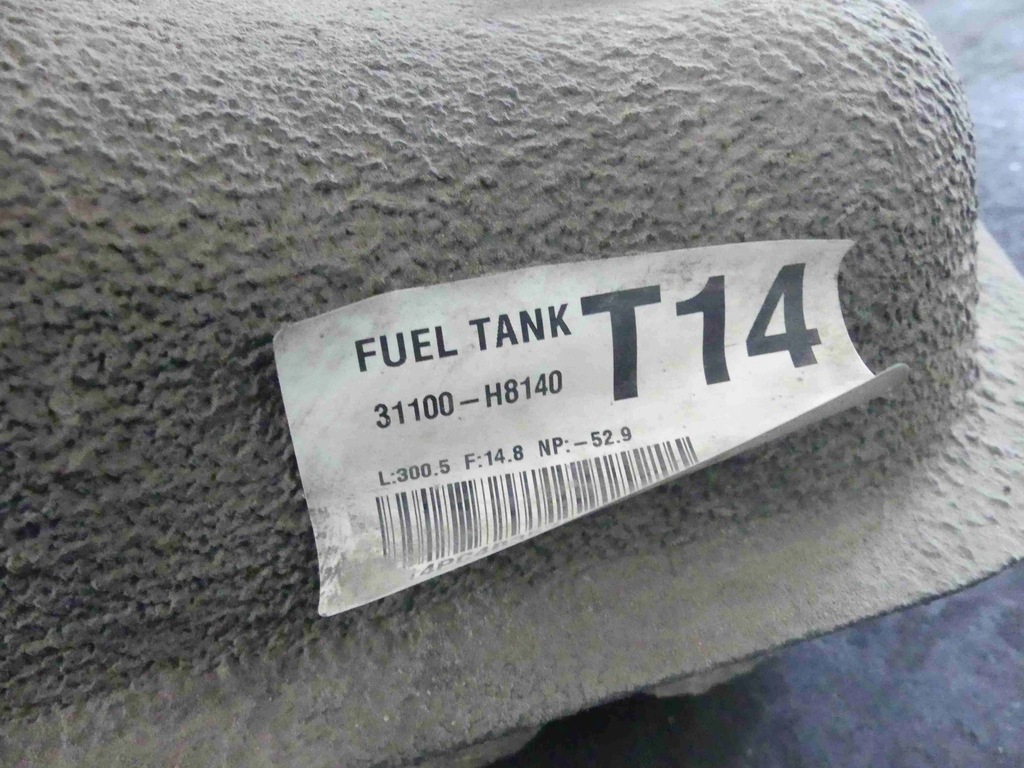 FUEL TANK T14
31100-H8140
L:300.5 F:14.8 NP:-52.9